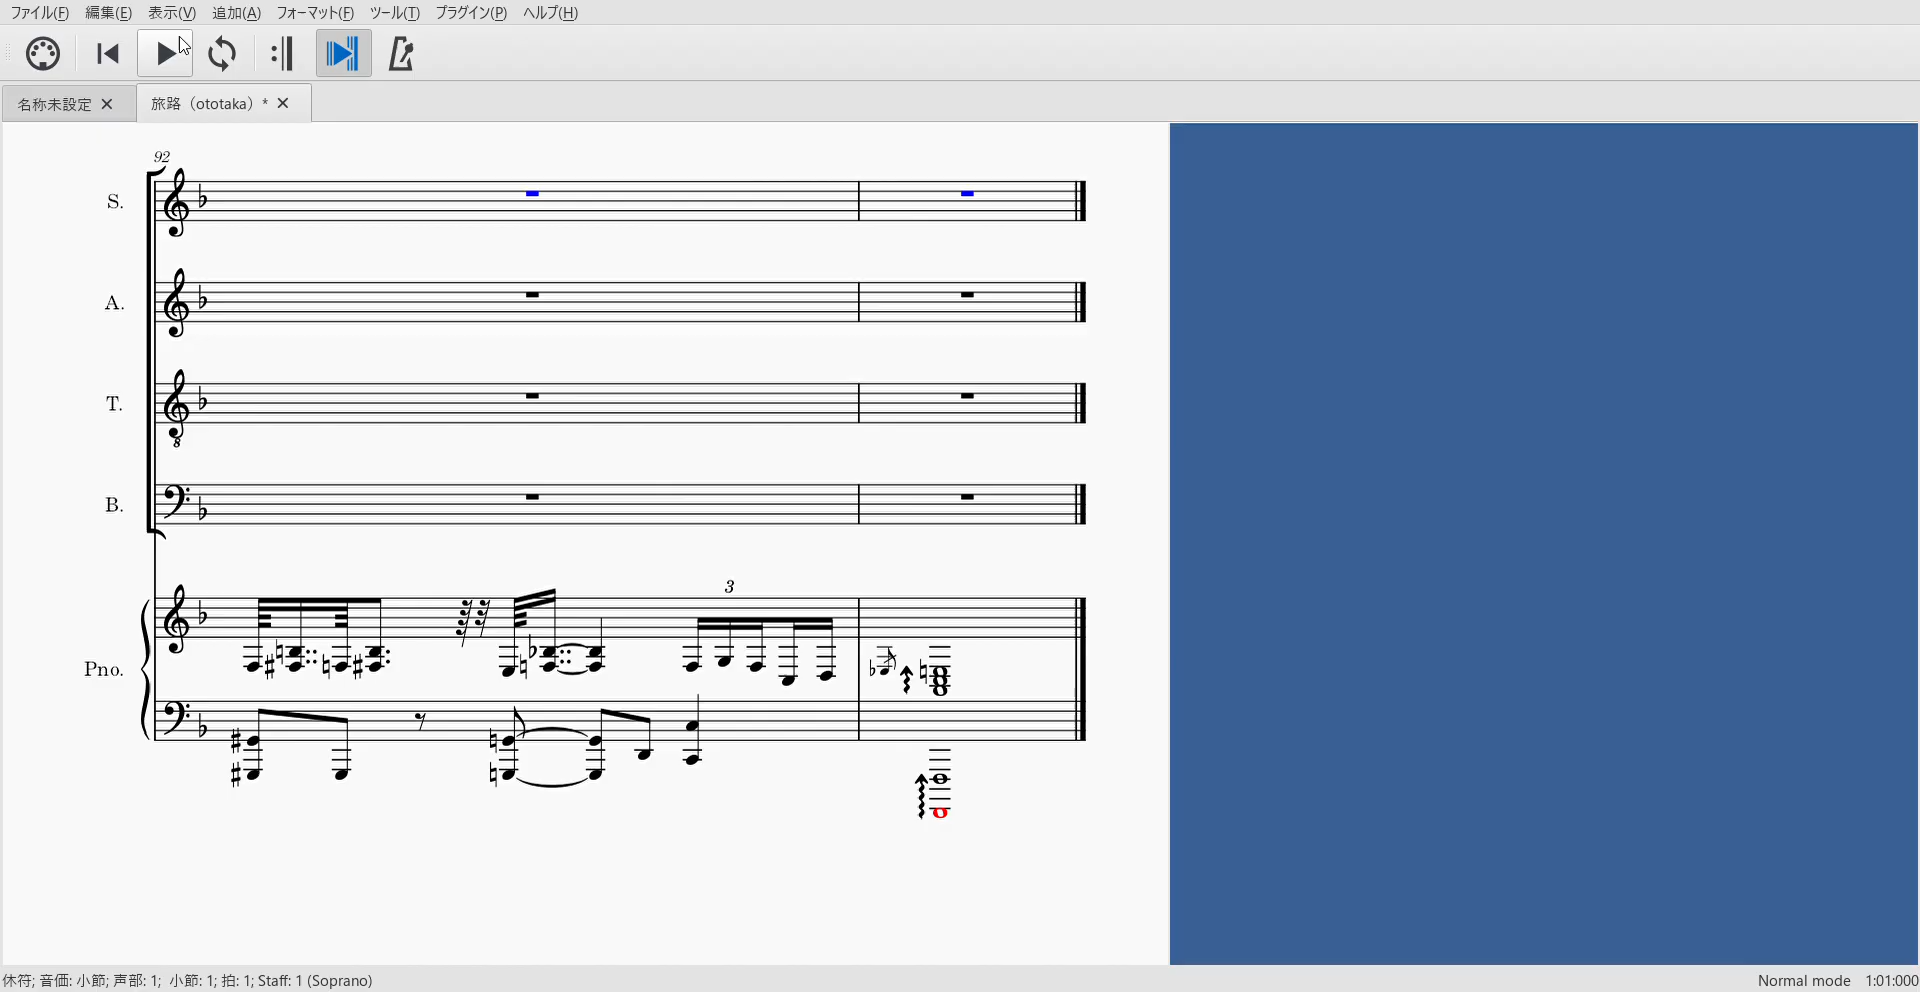 ファイル(F) 編集(E) 表示(V) 追加(A) フォーマット(F) ツール(T) プラグイン(P) ヘルプ(H)
名称未設定
旅路（ototaka）*
92
S.
A.
T.
8
B.
3
Pno.
休符; 音価: 小節; 声部: 1; 小節: 1; 拍: 1; Staff: 1 (Soprano)
Normal mode 1:01:000